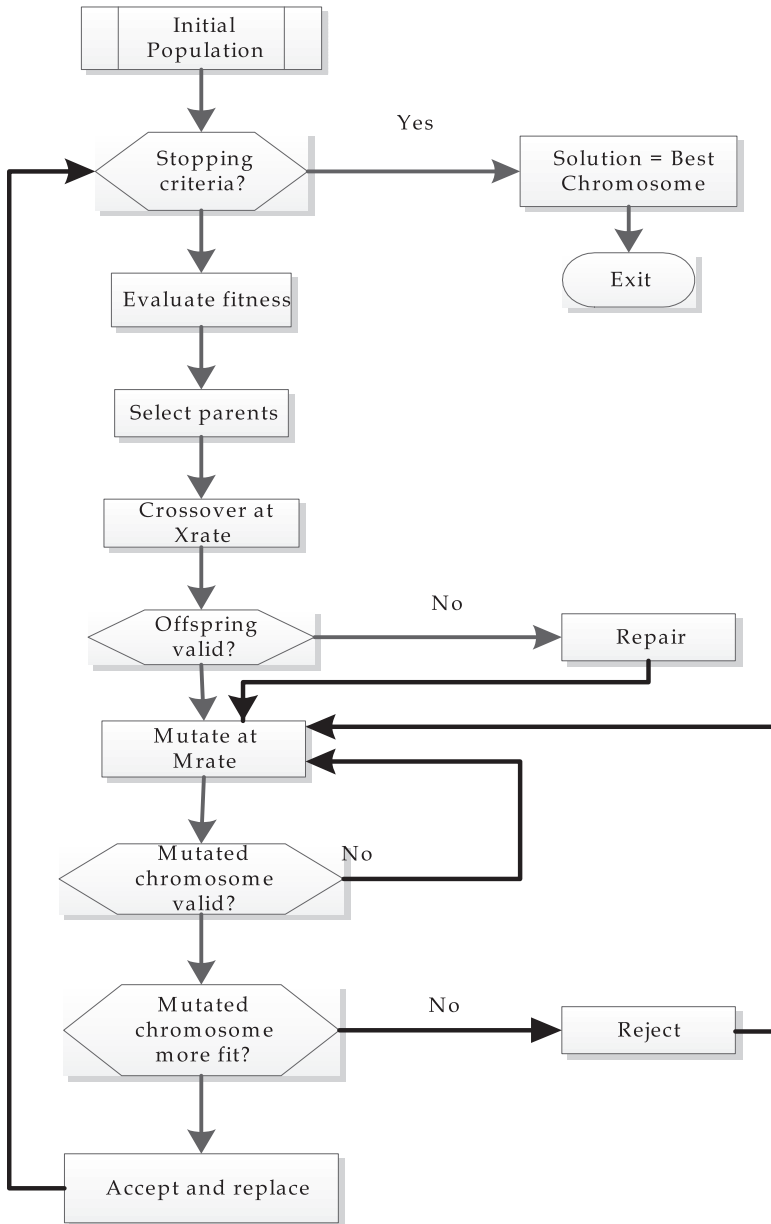 Initial
Population
Yes
Stopping
criteria?
Solution = Best
Chromosome
Exit
Evaluate fitness
Select parents
Crossover at
Xrate
No
Offspring
valid?
Repair
Mutate at
Mrate
No
Mutated
chromosome
valid?
No
Mutated
chromosome
more fit?
Reject
Accept and replace